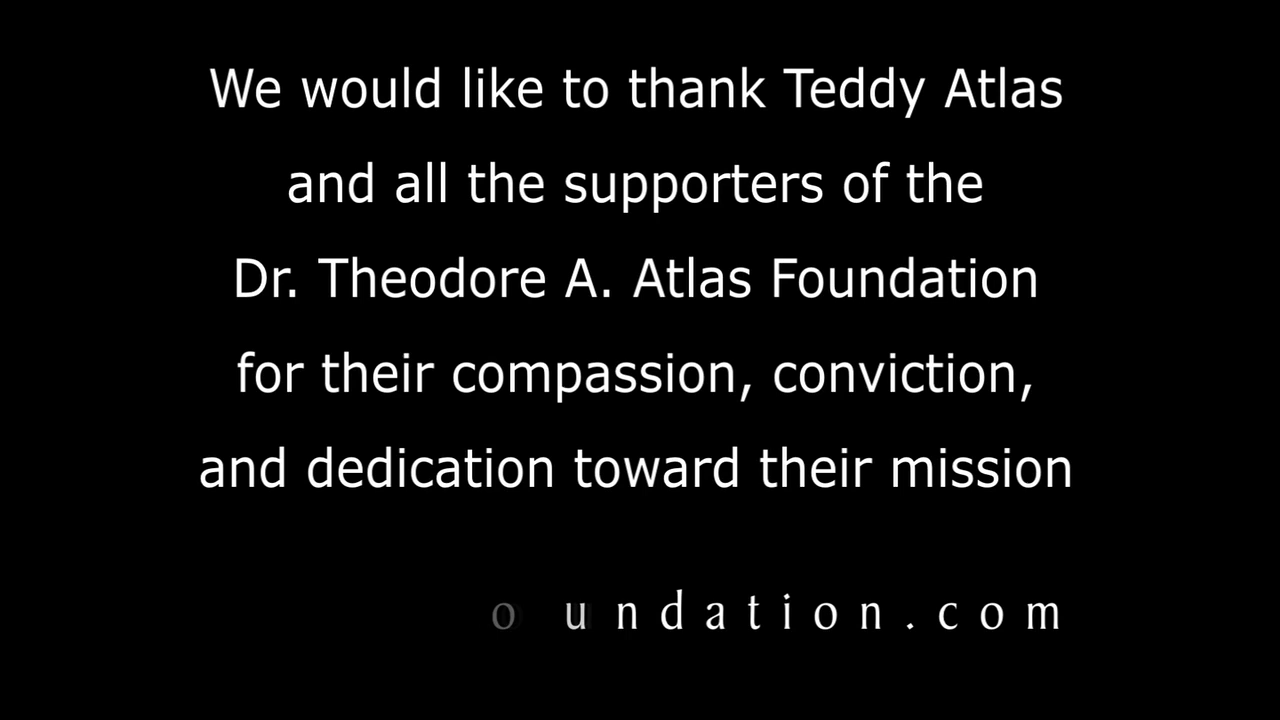 We would like to thank Teddy Atlas
and all the supporters of the
Dr. Theodore A. Atlas Foundation
for their compassion, conviction,
and dedication toward their mission
o undation.com